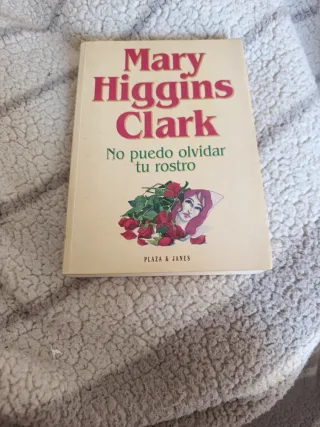 Mary
Higgins
Clark
No puedo olvidar
tu rostro
PLAZA & JANES